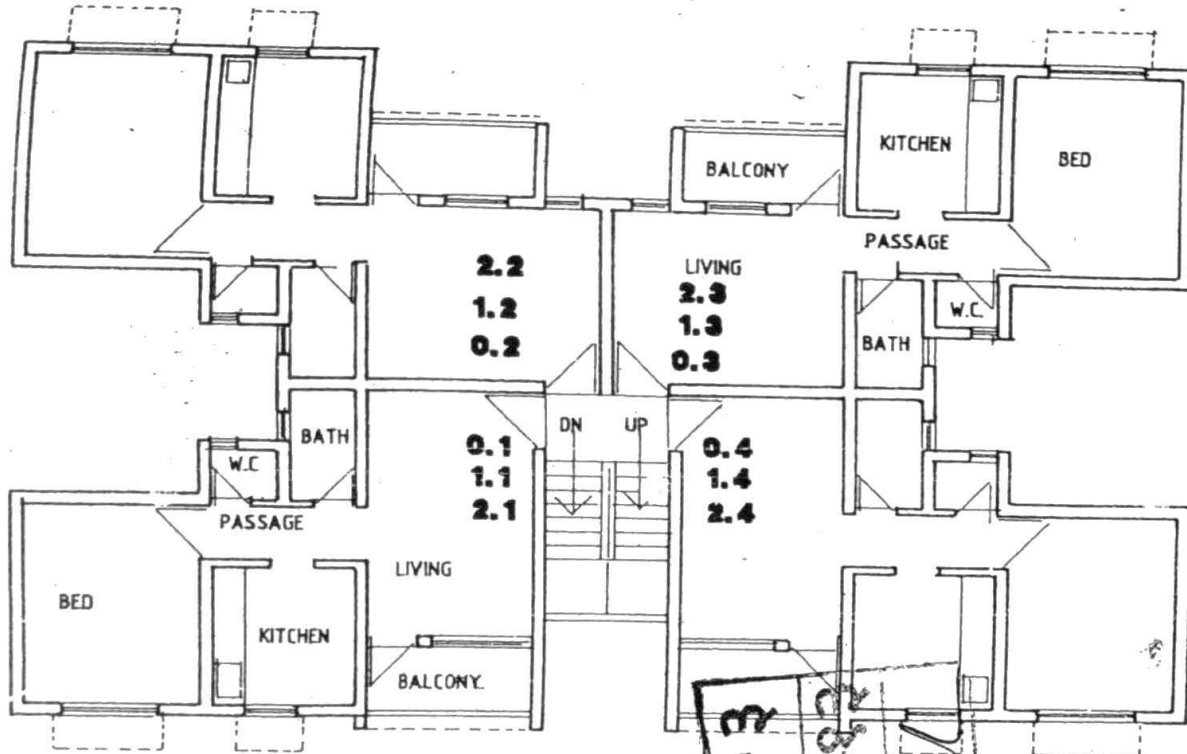 KITCHEN
BED
BALCONY
PASSAGE
LIVING
2.2
1.2
0.2
2.3
1.3
0.3
W.C.
BATH
DN
UP
BATH
W.C
PASSAGE
0.1
1.1
2.1
0.4
1.4
2.4
LIVING
BED
KITCHEN
BALCONY